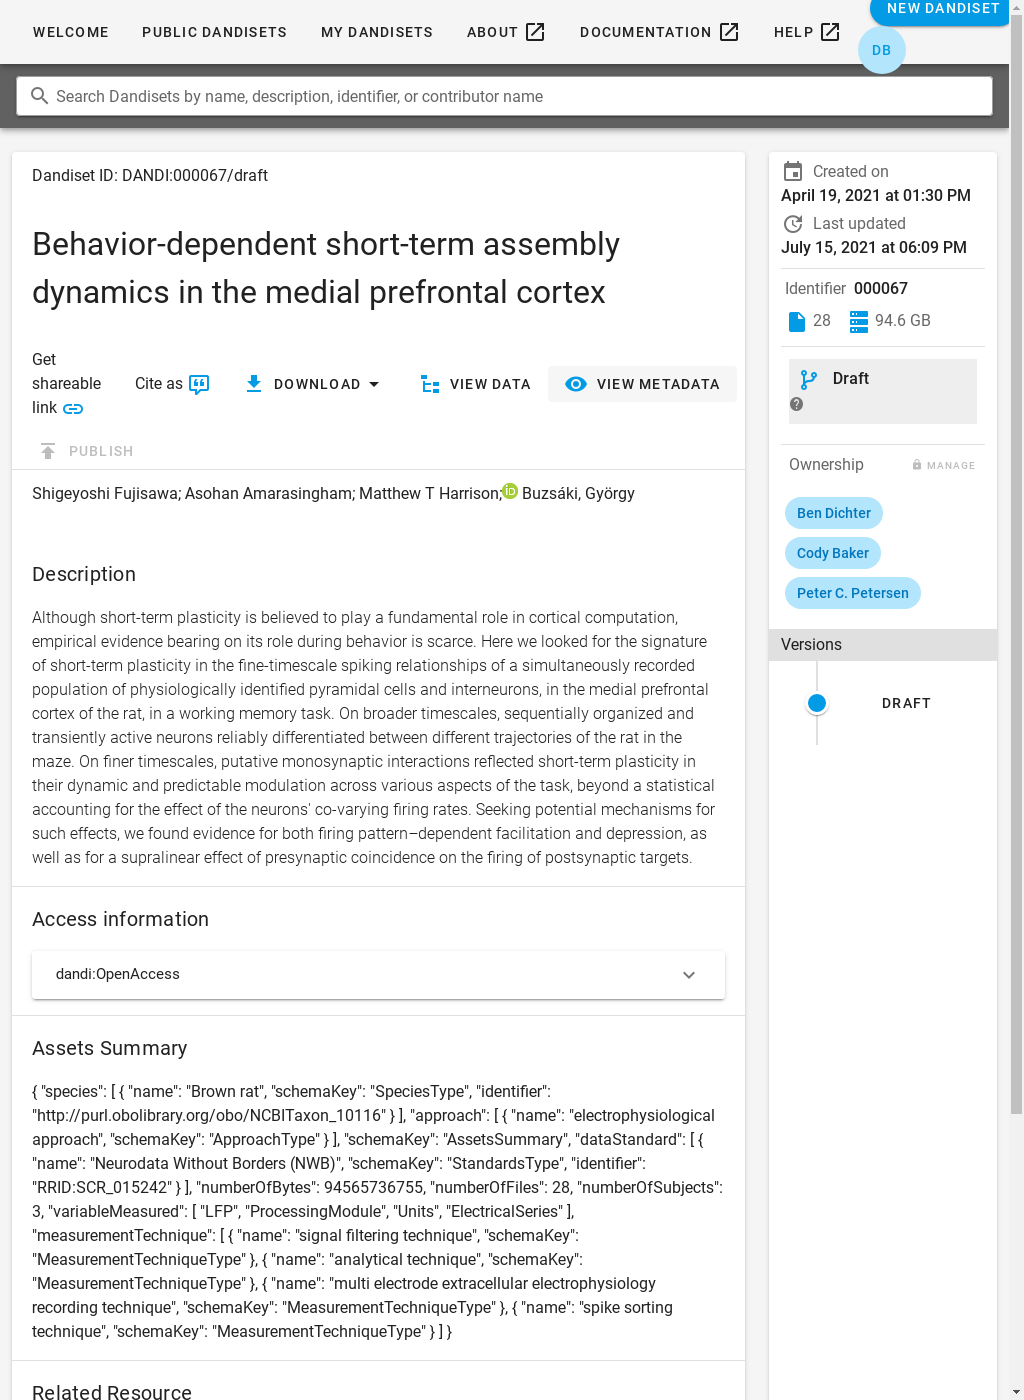 WELCOME PUBLIC DANDISETS MY DANDISETS ABOUT DOCUMENTATION HELP NEW DANDISET
DB
Search Dandisets by name, description, identifier, or contributor name
Dandiset ID: DANDI:000067/draft
Behavior-dependent short-term assembly
dynamics in the medial prefrontal cortex
Get
shareable
link
Cite as
DOWNLOAD
VIEW DATA
VIEW METADATA
PUBLISH
Shigeyoshi Fujisawa; Asohan Amarasingham; Matthew T Harrison; iD Buzsáki, György
Description
Although short-term plasticity is believed to play a fundamental role in cortical computation,
empirical evidence bearing on its role during behavior is scarce. Here we looked for the signature
of short-term plasticity in the fine-timescale spiking relationships of a simultaneously recorded
population of physiologically identified pyramidal cells and interneurons, in the medial prefrontal
cortex of the rat, in a working memory task. On broader timescales, sequentially organized and
transiently active neurons reliably differentiated between different trajectories of the rat in the
maze. On finer timescales, putative monosynaptic interactions reflected short-term plasticity in
their dynamic and predictable modulation across various aspects of the task, beyond a statistical
accounting for the effect of the neurons' co-varying firing rates. Seeking potential mechanisms for
such effects, we found evidence for both firing pattern–dependent facilitation and depression, as
well as for a supralinear effect of presynaptic coincidence on the firing of postsynaptic targets.
Access information
dandi:OpenAccess
Assets Summary
{ "species": [ { "name": "Brown rat", "schemaKey": "SpeciesType", "identifier":
"http://purl.obolibrary.org/obo/NCBITaxon_10116" } ], "approach": [ { "name": "electrophysiological
approach", "schemaKey": "ApproachType" } ], "schemaKey": "AssetsSummary", "dataStandard": [ {
"name": "Neurodata Without Borders (NWB)", "schemaKey": "StandardsType", "identifier":
"RRID:SCR_015242" } ], "numberOfBytes": 94565736755, "numberOfFiles": 28, "numberOfSubjects":
3, "variableMeasured": [ "LFP", "ProcessingModule", "Units", "ElectricalSeries" ],
"measurementTechnique": [ { "name": "signal filtering technique", "schemaKey":
"MeasurementTechniqueType" }, { "name": "analytical technique", "schemaKey":
"MeasurementTechniqueType" }, { "name": "multi electrode extracellular electrophysiology
recording technique", "schemaKey": "MeasurementTechniqueType" }, { "name": "spike sorting
technique", "schemaKey": "MeasurementTechniqueType" } ] }
Related Resource
Created on
April 19, 2021 at 01:30 PM
Last updated
July 15, 2021 at 06:09 PM
Identifier 000067
28 94.6 GB
Draft
?
Ownership MANAGE
Ben Dichter
Cody Baker
Peter C. Petersen
Versions
DRAFT